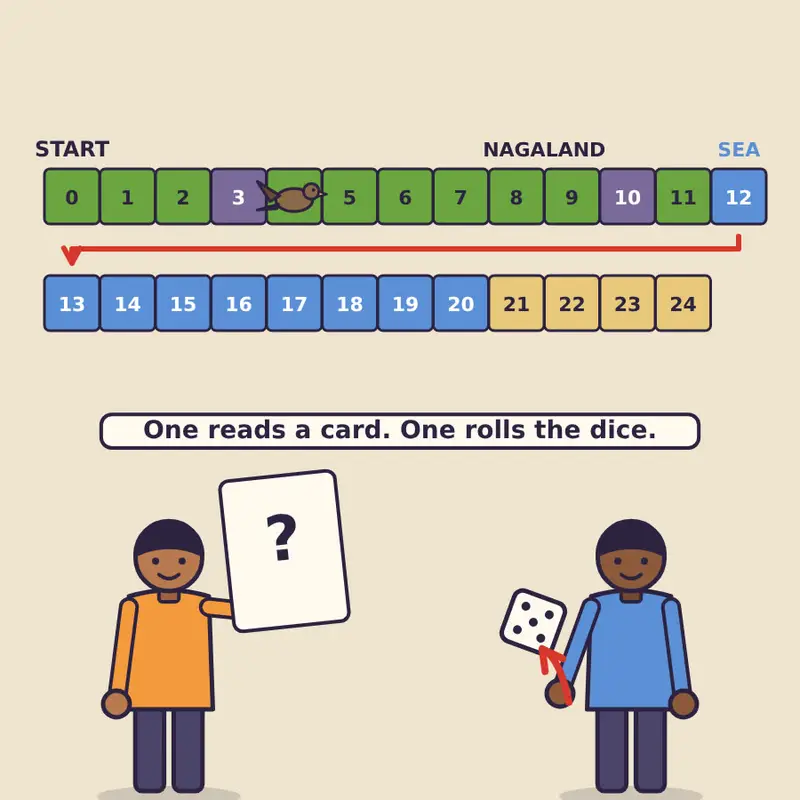 START NAGALAND SEA
0 1 2 3 5 6 7 8 9 10 11 12
13 14 15 16 17 18 19 20 21 22 23 24
One reads a card. One rolls the dice.
?